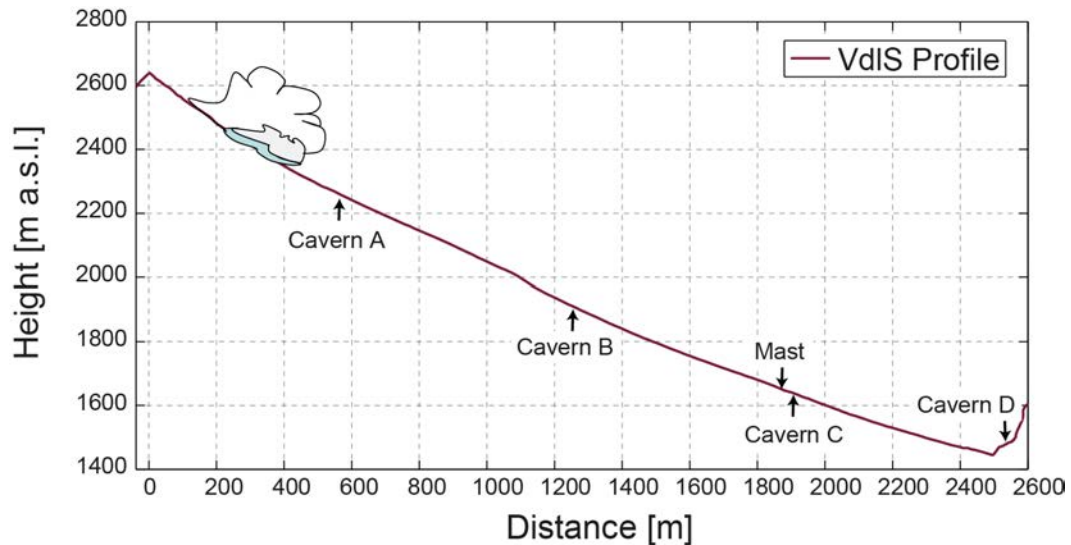 2800
2600
2400
2200
2000
1800
1600
1400
Height [m a.s.l.]
VdlS Profile
Cavern A
Cavern B
Mast
Cavern C
Cavern D
0 200 400 600 800 1000 1200 1400 1600 1800 2000 2200 2400 2600
Distance [m]